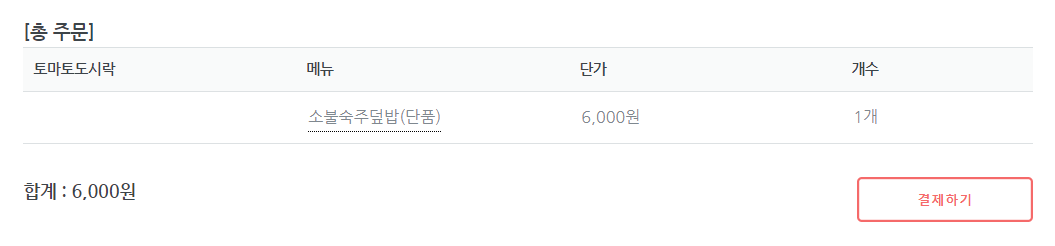 [총 주문]
토마토도시락 메뉴 단가 개수
소불숙주덮밥(단품) 6,000원 1개
합계 : 6,000원
결제하기